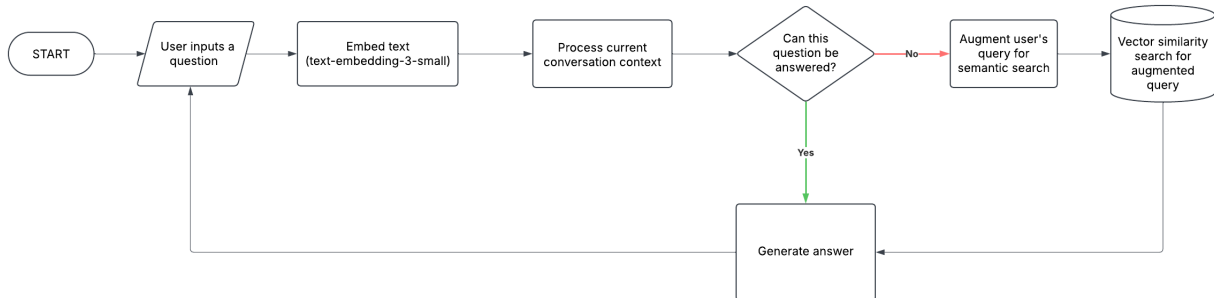 START
User inputs a
question
Embed text
(text-embedding-3-small)
Process current
conversation context
Can this
question be
answered?
No
Augment user's
query for
semantic search
Vector similarity
search for
augmented
query
Yes
Generate answer